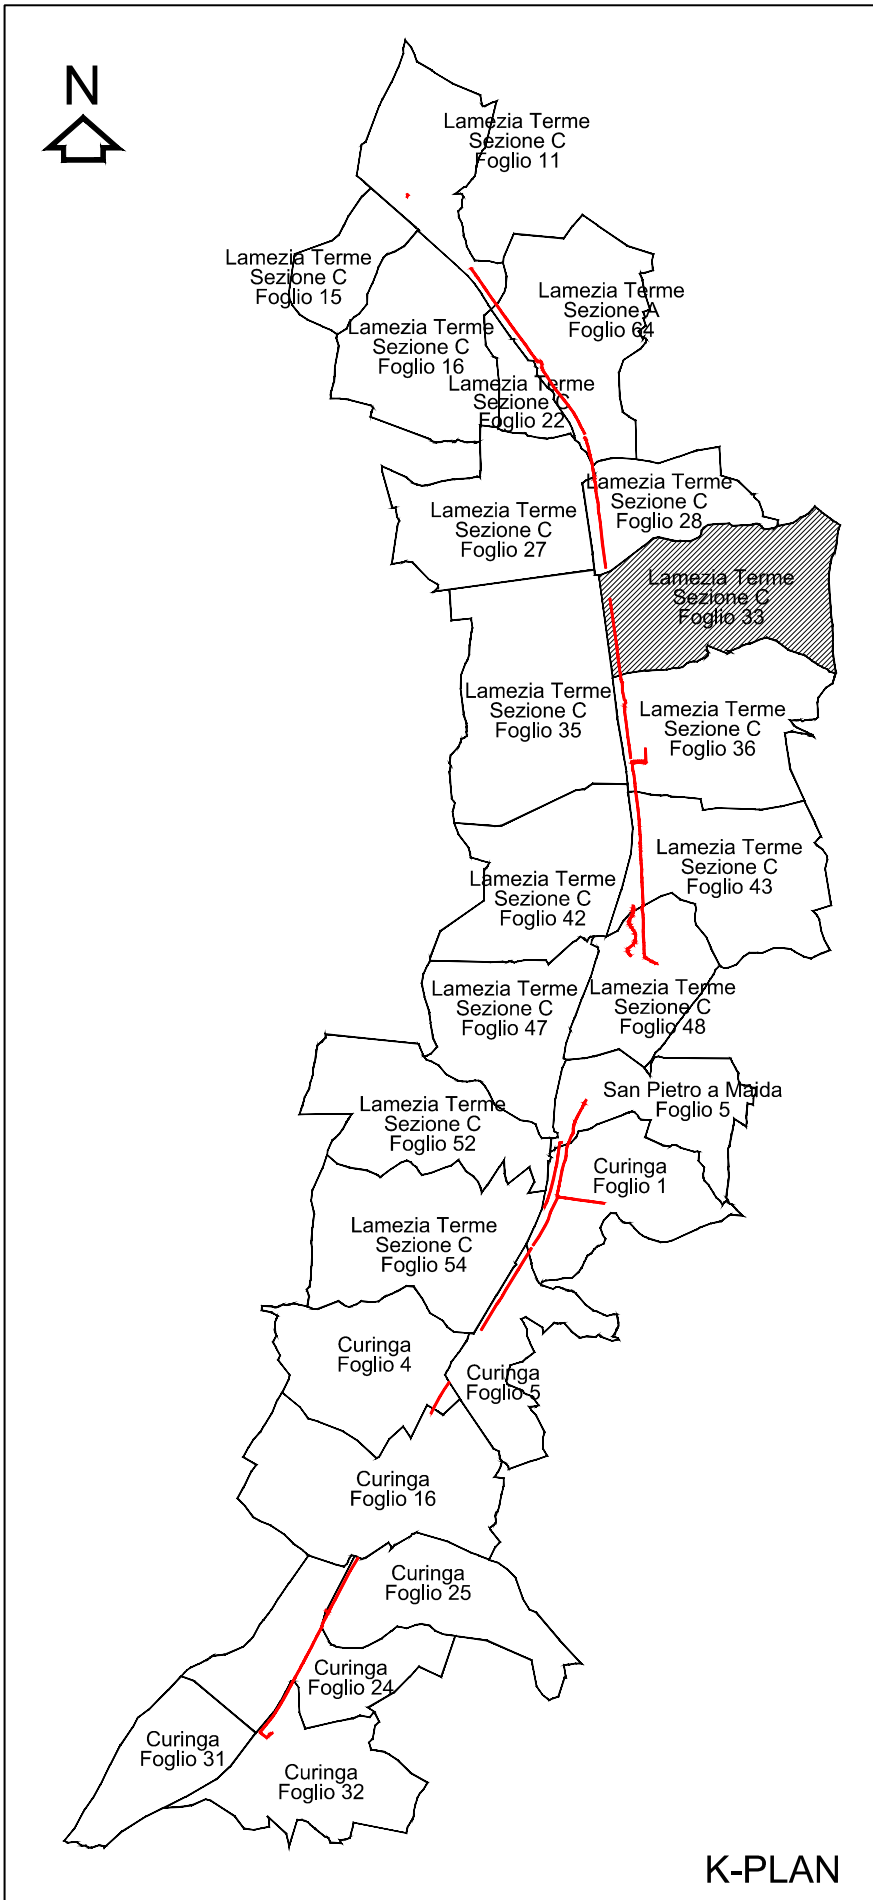 N
Lamezia Terme
Sezione C
Foglio 11
Lamezia Terme
Sezione C
Foglio 15
Lamezia Terme
Sezione A
Foglio 64
Lamezia Terme
Sezione C
Foglio 16
Lamezia Terme
Sezione C
Foglio 22
Lamezia Terme
Sezione C
Foglio 28
Lamezia Terme
Sezione C
Foglio 27
Lamezia Terme
Sezione C
Foglio 33
Lamezia Terme
Sezione C
Foglio 35
Lamezia Terme
Sezione C
Foglio 36
Lamezia Terme
Sezione C
Foglio 43
Lamezia Terme
Sezione C
Foglio 42
Lamezia Terme
Sezione C
Foglio 47
Lamezia Terme
Sezione C
Foglio 48
San Pietro a Maida
Foglio 5
Lamezia Terme
Sezione C
Foglio 52
Curinga
Foglio 1
Lamezia Terme
Sezione C
Foglio 54
Curinga
Foglio 4
Curinga
Foglio 5
Curinga
Foglio 16
Curinga
Foglio 25
Curinga
Foglio 24
Curinga
Foglio 31
Curinga
Foglio 32
K-PLAN